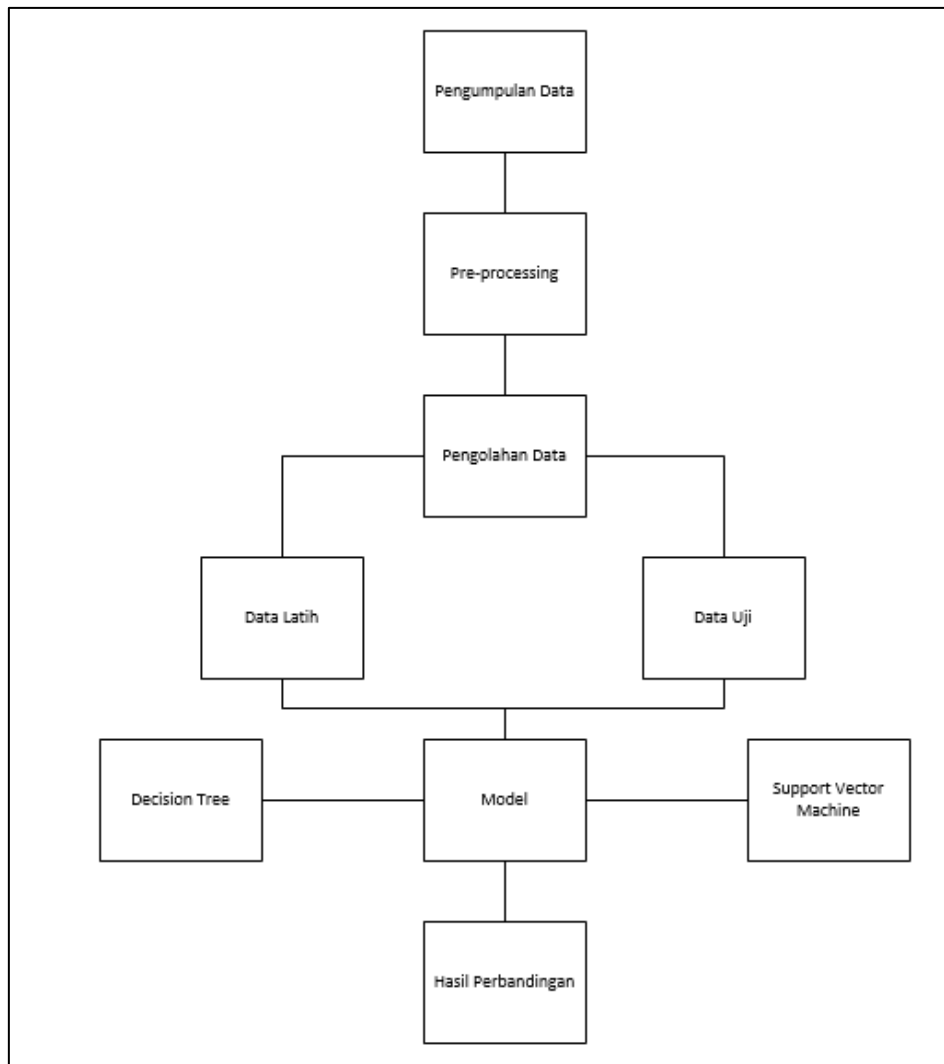 Pengumpulan Data
Pre-processing
Pengolahan Data
Data Latih
Data Uji
Decision Tree
Model
Support Vector
Machine
Hasil Perbandingan